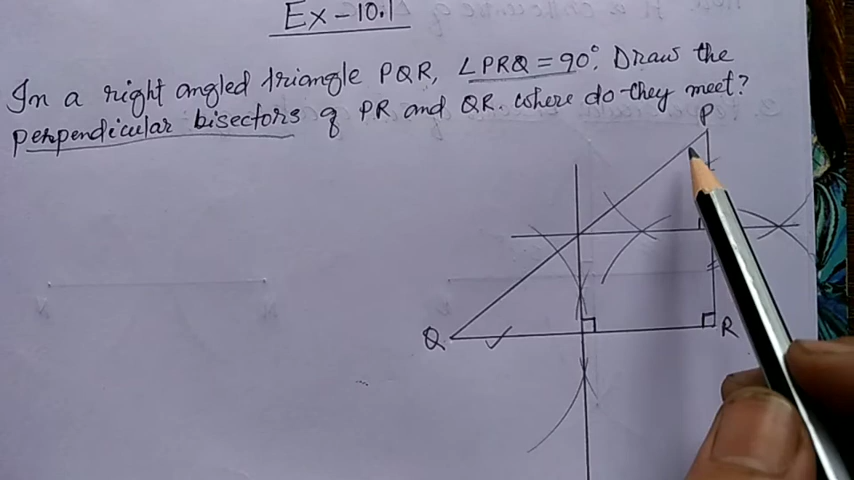 Ex-10.1
In a right angled triangle PQR, ∠PRQ = 90°. Draw the
perpendicular bisectors of PR and QR. Where do they meet?
P
Q
R